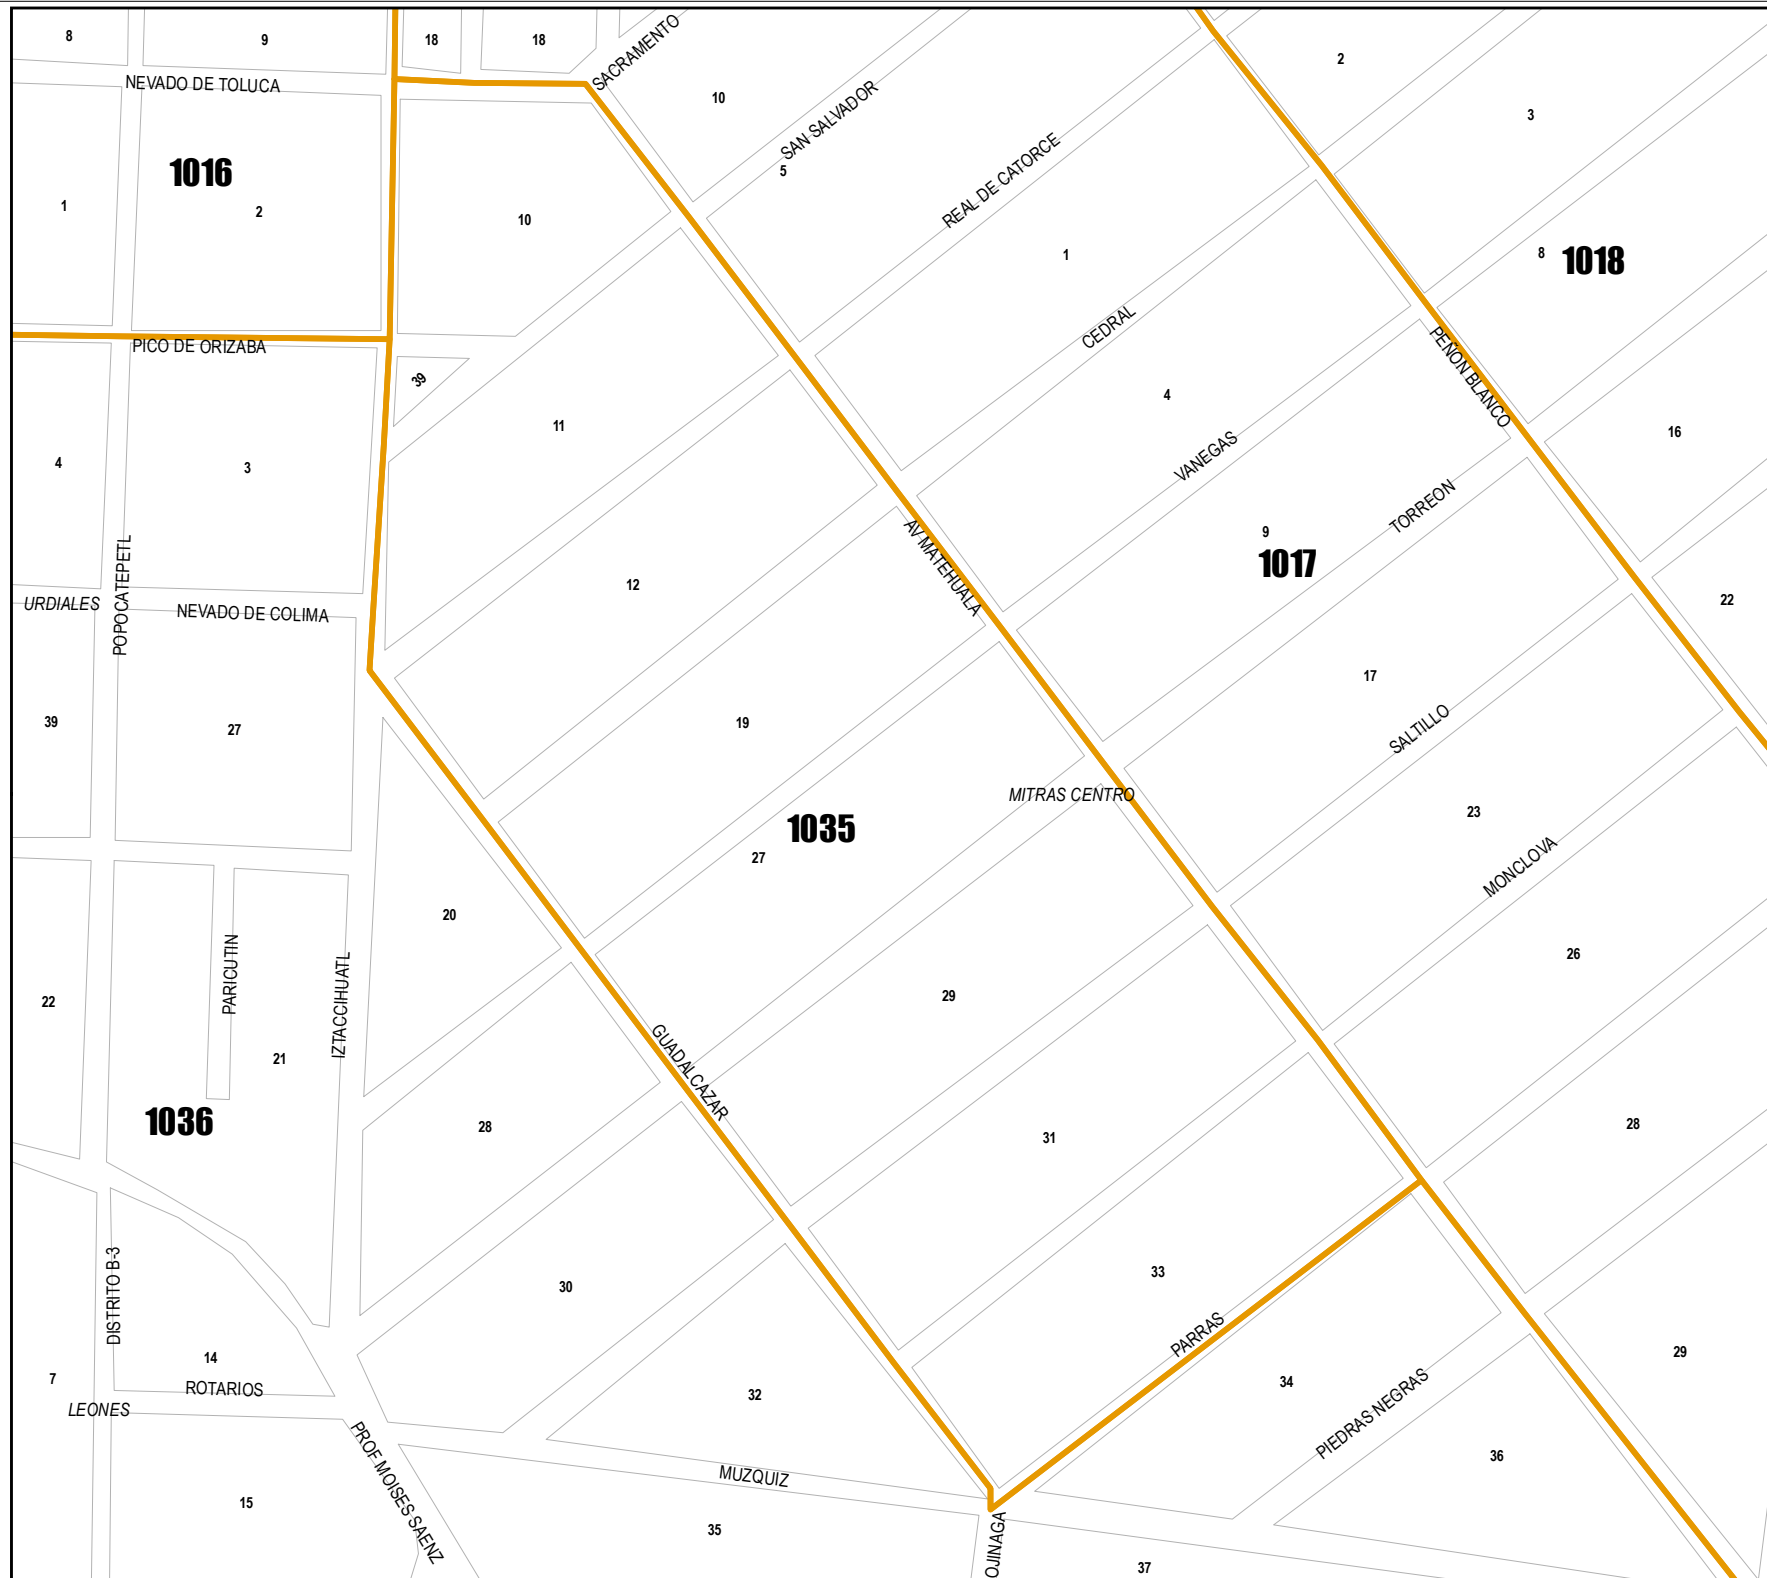 8
9
18
18
SACRAMENTO
2
NEVADO DE TOLUCA
10
SAN SALVADOR
3
1016
5
REAL DE CATORCE
1
2
10
1
8
1018
CEDRAL
PICO DE ORIZABA
39
PEÑON BLANCO
4
11
VANEGAS
16
4
3
TORREON
9
1017
AV MATEHUALA
12
URDIALES
POPOCATEPETL
NEVADO DE COLIMA
22
17
39
27
19
SALTILLO
MITRAS CENTRO
23
1035
27
MONCLOVA
20
26
PARICUTIN
IZTACCIHUATL
22
29
21
GUADALCAZAR
1036
28
31
28
DISTRITO B-3
30
33
PARRAS
14
29
7
ROTARIOS
32
34
LEONES
PIEDRAS NEGRAS
PROF MOISES SAENZ
MUZQUIZ
36
15
35
OJINAGA
37